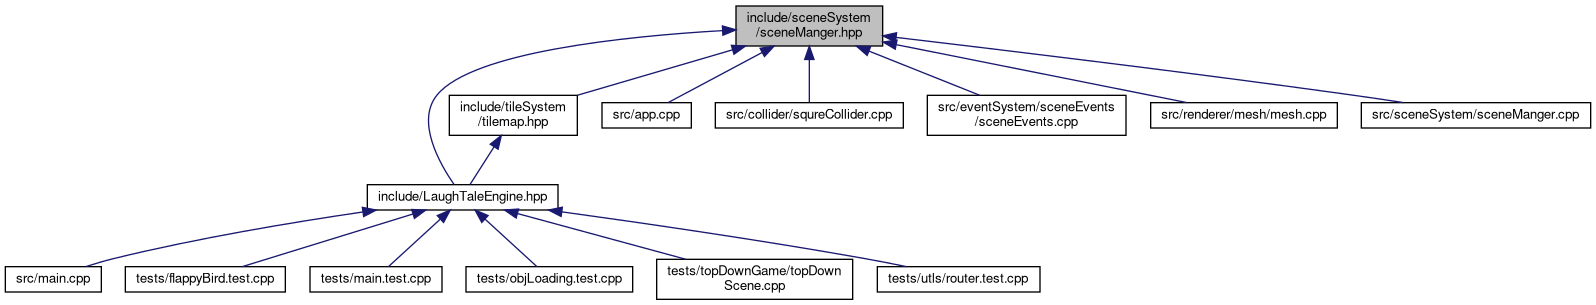 include/sceneSystem
/sceneManger.hpp
include/tileSystem
/tilemap.hpp
src/app.cpp
src/collider/squreCollider.cpp
src/eventSystem/sceneEvents
/sceneEvents.cpp
src/renderer/mesh/mesh.cpp
src/sceneSystem/sceneManger.cpp
include/LaughTaleEngine.hpp
src/main.cpp
tests/flappyBird.test.cpp
tests/main.test.cpp
tests/objLoading.test.cpp
tests/topDownGame/topDown
Scene.cpp
tests/utls/router.test.cpp